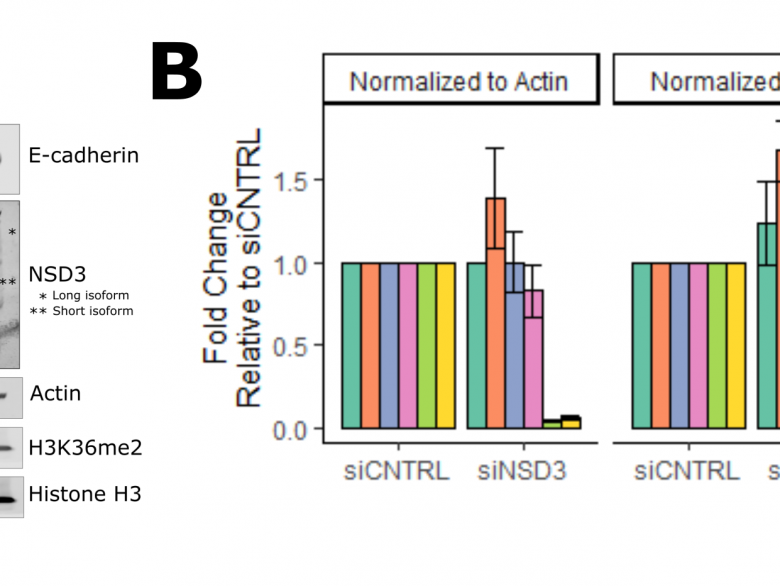 E-cadherin
*
**
NSD3
* Long isoform
** Short isoform
Actin
H3K36me2
Histone H3
B
Normalized to Actin
Normalized
Fold Change
Relative to siCNTRL
1.5
1.0
0.5
0.0
siCNTRL
siNSD3
siCNTRL
s